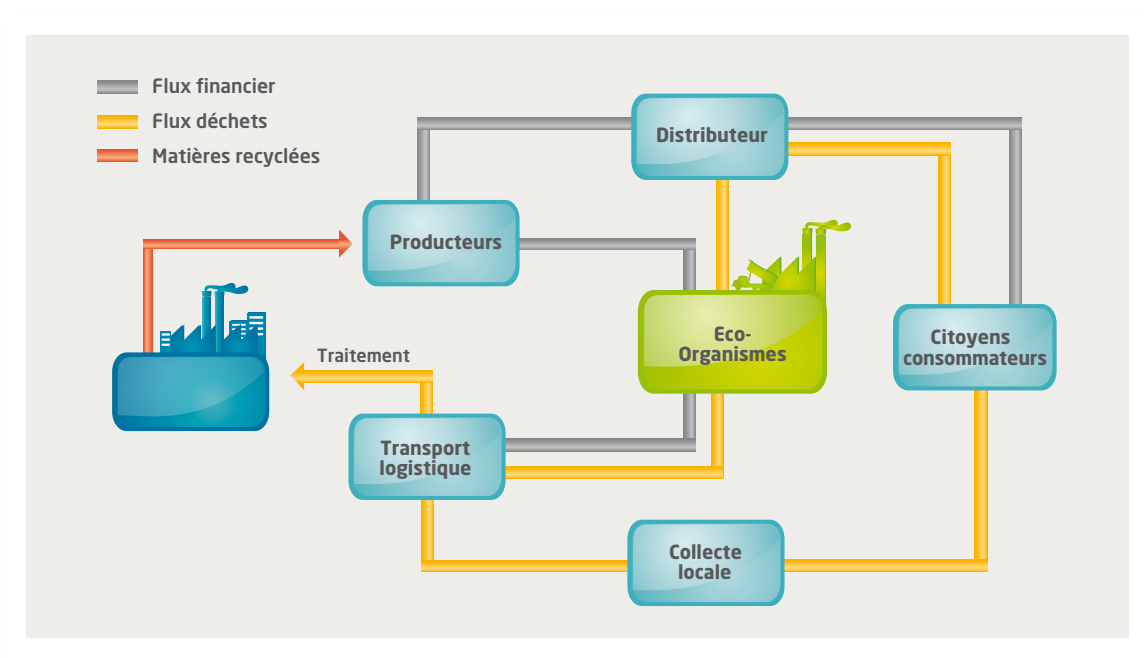 Flux financier
Flux déchets
Matières recyclées
Distributeur
Producteurs
Eco-
Organismes
Citoyens
consommateurs
Traitement
Transport
logistique
Collecte
locale